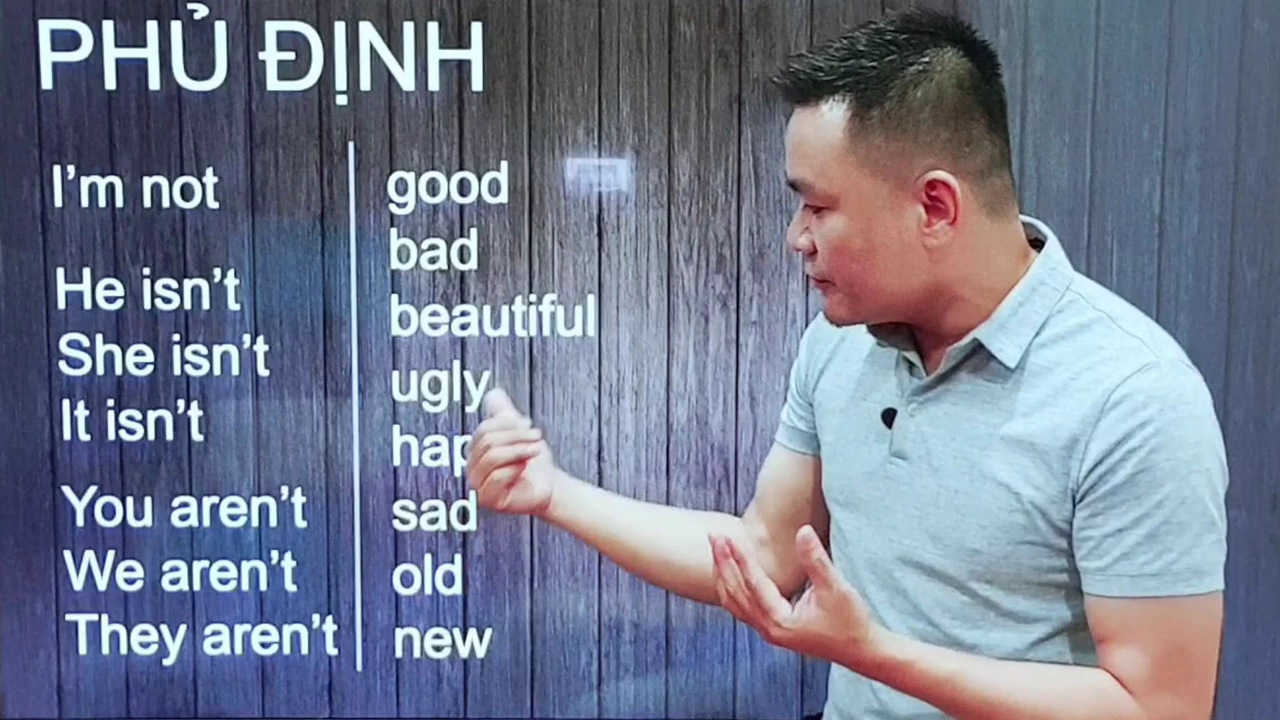 PHỦ ĐỊNH
I'm not
He isn't
She isn't
It isn't
You aren't
We aren't
They aren't
good
bad
beautiful
ugly
sad
old
new